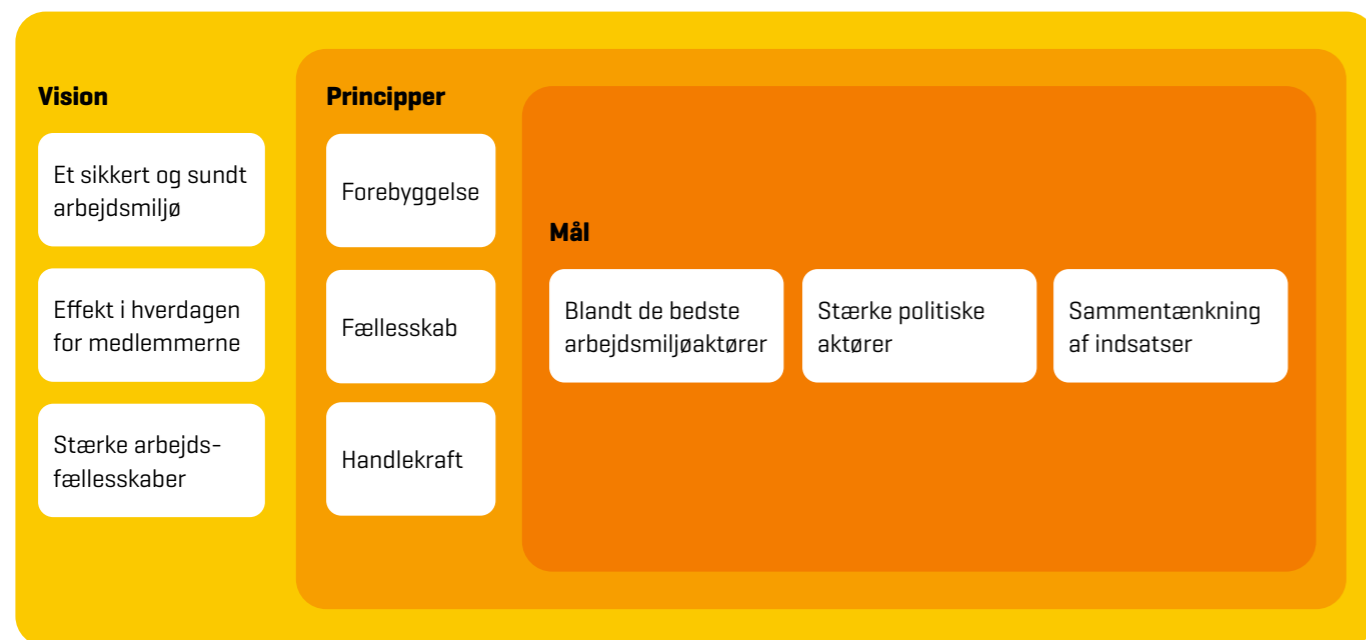 Vision
Et sikkert og sundt
arbejdsmiljø
Effekt i hverdagen
for medlemmerne
Stærke arbejds-
fællesskaber
Principper
Forebyggelse
Fællesskab
Handlekraft
Mål
Blandt de bedste
arbejdsmiljøaktører
Stærke politiske
aktører
Sammentænkning
af indsatser